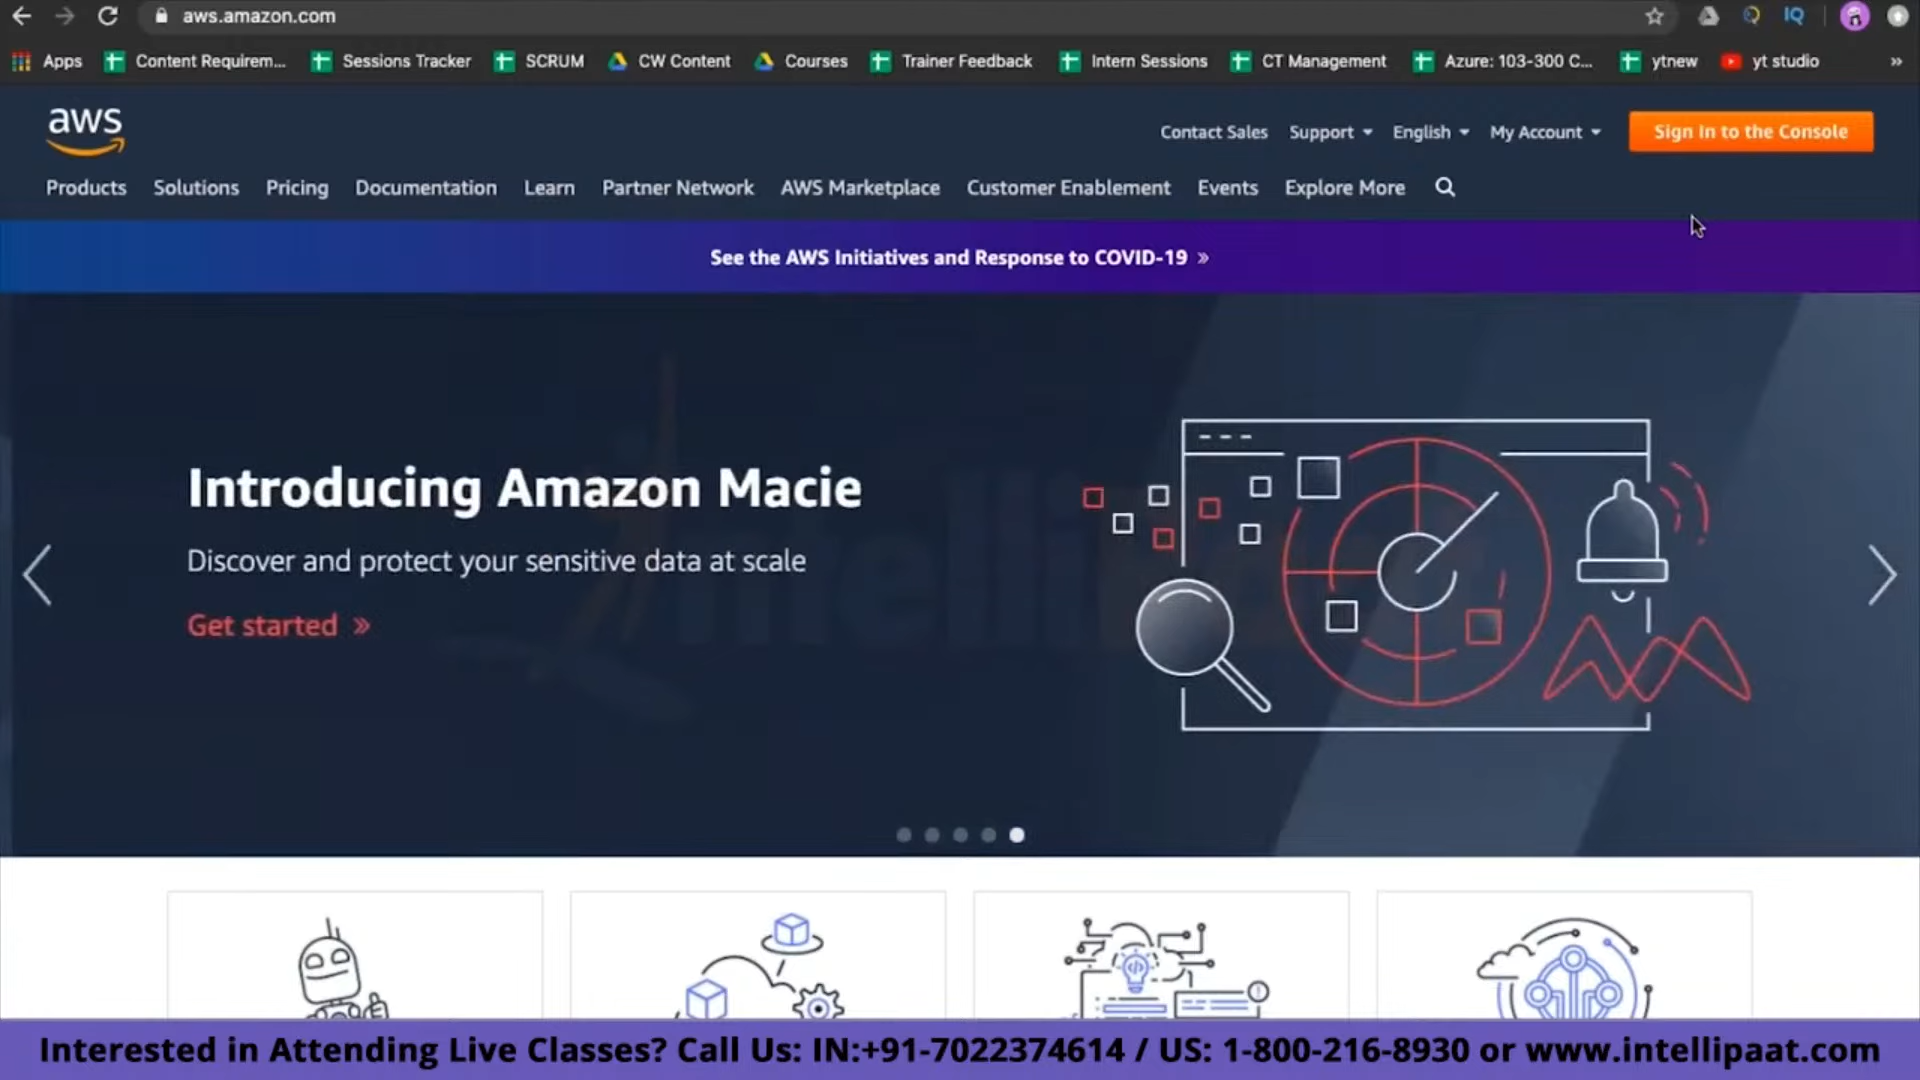 aws.amazon.com
IQ
Apps Content Requirem... Sessions Tracker SCRUM CW Content Courses Trainer Feedback Intern Sessions CT Management Azure: 103-300 C... ytnew yt studio »
aws
Contact Sales Support English My Account Sign In to the Console
Products Solutions Pricing Documentation Learn Partner Network AWS Marketplace Customer Enablement Events Explore More
See the AWS Initiatives and Response to COVID-19 »
Introducing Amazon Macie
Discover and protect your sensitive data at scale
Get started »
Interested in Attending Live Classes? Call Us: IN:+91-7022374614 / US: 1-800-216-8930 or www.intellipaat.com